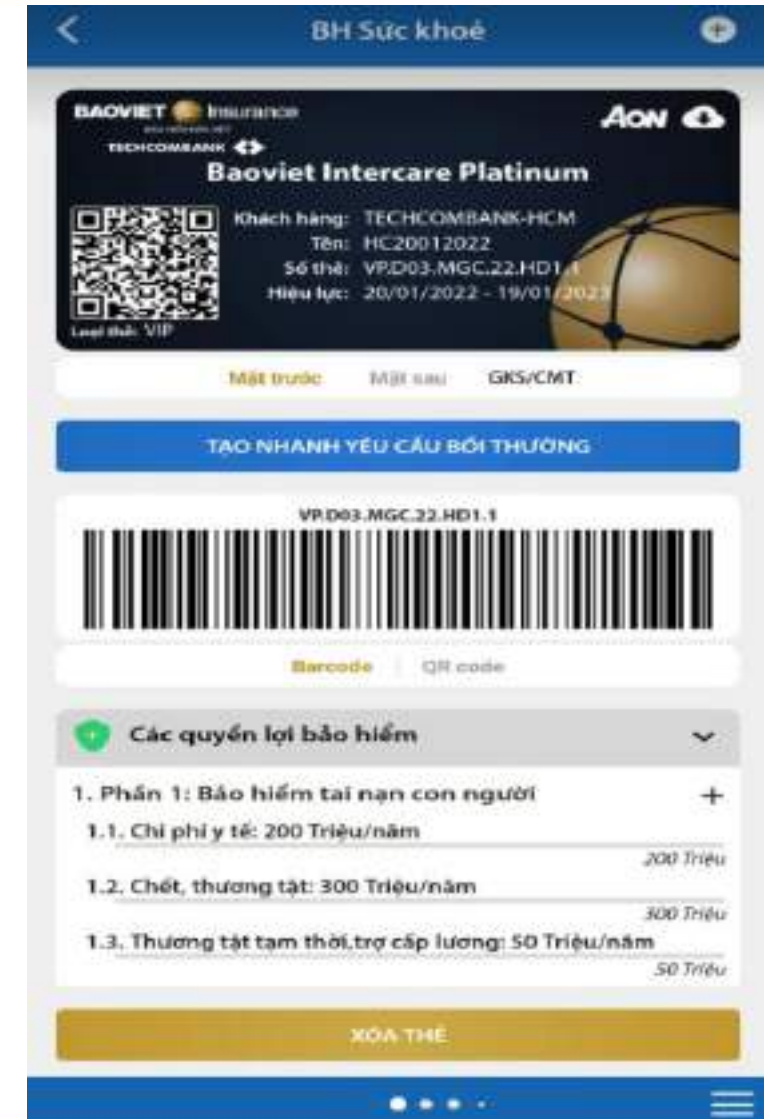 BH Sức khoẻ
BAOVIET Insurance
AON
TECHCOMBANK
Baoviet Intercare Platinum
Khách hàng: TECHCOMBANK-HCM
Tên: HC20012022
Số thẻ: VP.D03.MGC.22.HD1.1
Hiệu lực: 20/01/2022 - 19/01/2023
Loại thẻ: VIP
Mặt trước Mặt sau GKS/CMT
TẠO NHANH YÊU CẦU BỒI THƯỜNG
VP.D03.MGC.22.HD1.1
Barcode QR code
Các quyền lợi bảo hiểm
1. Phần 1: Bảo hiểm tai nạn con người
1.1. Chi phí y tế: 200 Triệu/năm
200 Triệu
1.2. Chết, thương tật: 300 Triệu/năm
300 Triệu
1.3. Thương tật tạm thời,trợ cấp lương: 50 Triệu/năm
50 Triệu
XÓA THẺ